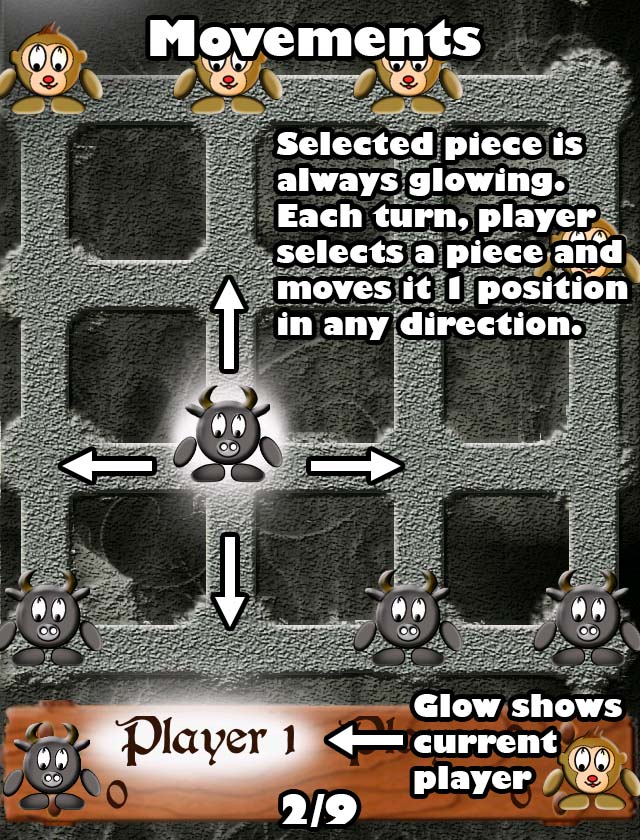 Movements
Selected piece is
always glowing.
Each turn, player
selects a piece and
moves it 1 position
in any direction.
Player 1
Glow shows
current
player
0
0
2/9